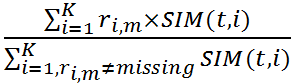 ∑_{i=1}^{K} r_{i,m} × SIM(t,i)
∑_{i=1, r_{i,m}≠missing}^{K} SIM(t,i)